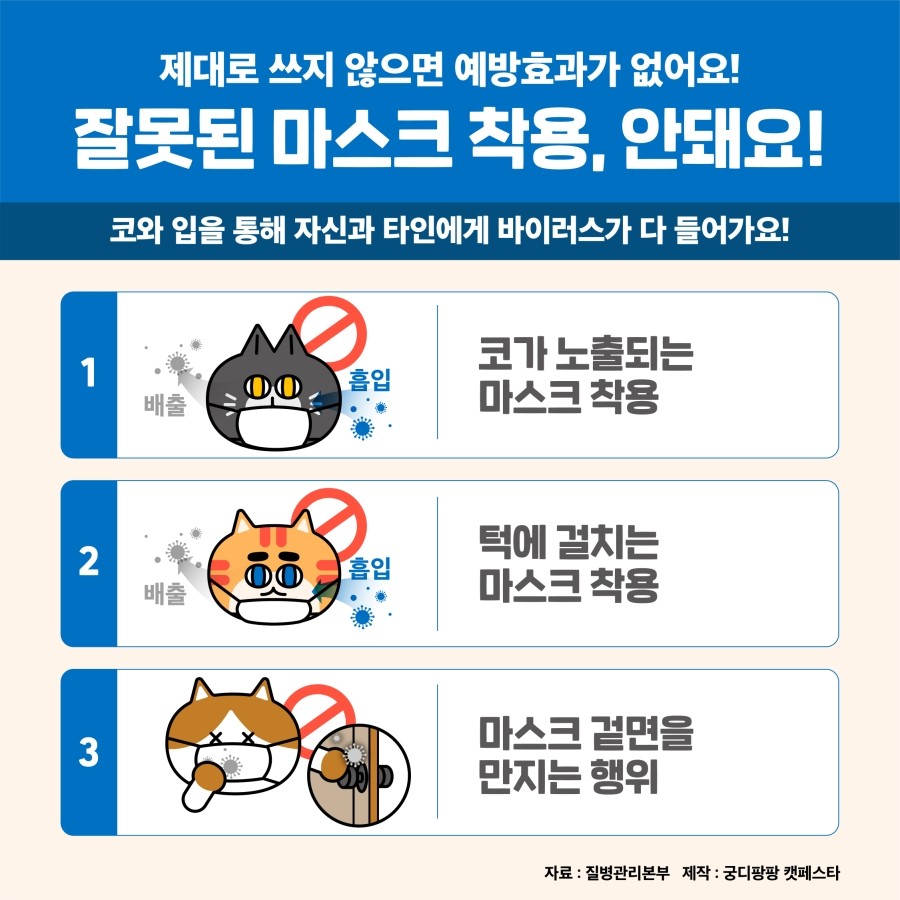 제대로 쓰지 않으면 예방효과가 없어요!
잘못된 마스크 착용, 안돼요!
코와 입을 통해 자신과 타인에게 바이러스가 다 들어가요!
1
배출
흡입
코가 노출되는
마스크 착용
2
배출
흡입
턱에 걸치는
마스크 착용
3
마스크 겉면을
만지는 행위
자료 : 질병관리본부 제작 : 궁디팡팡 캣페스타